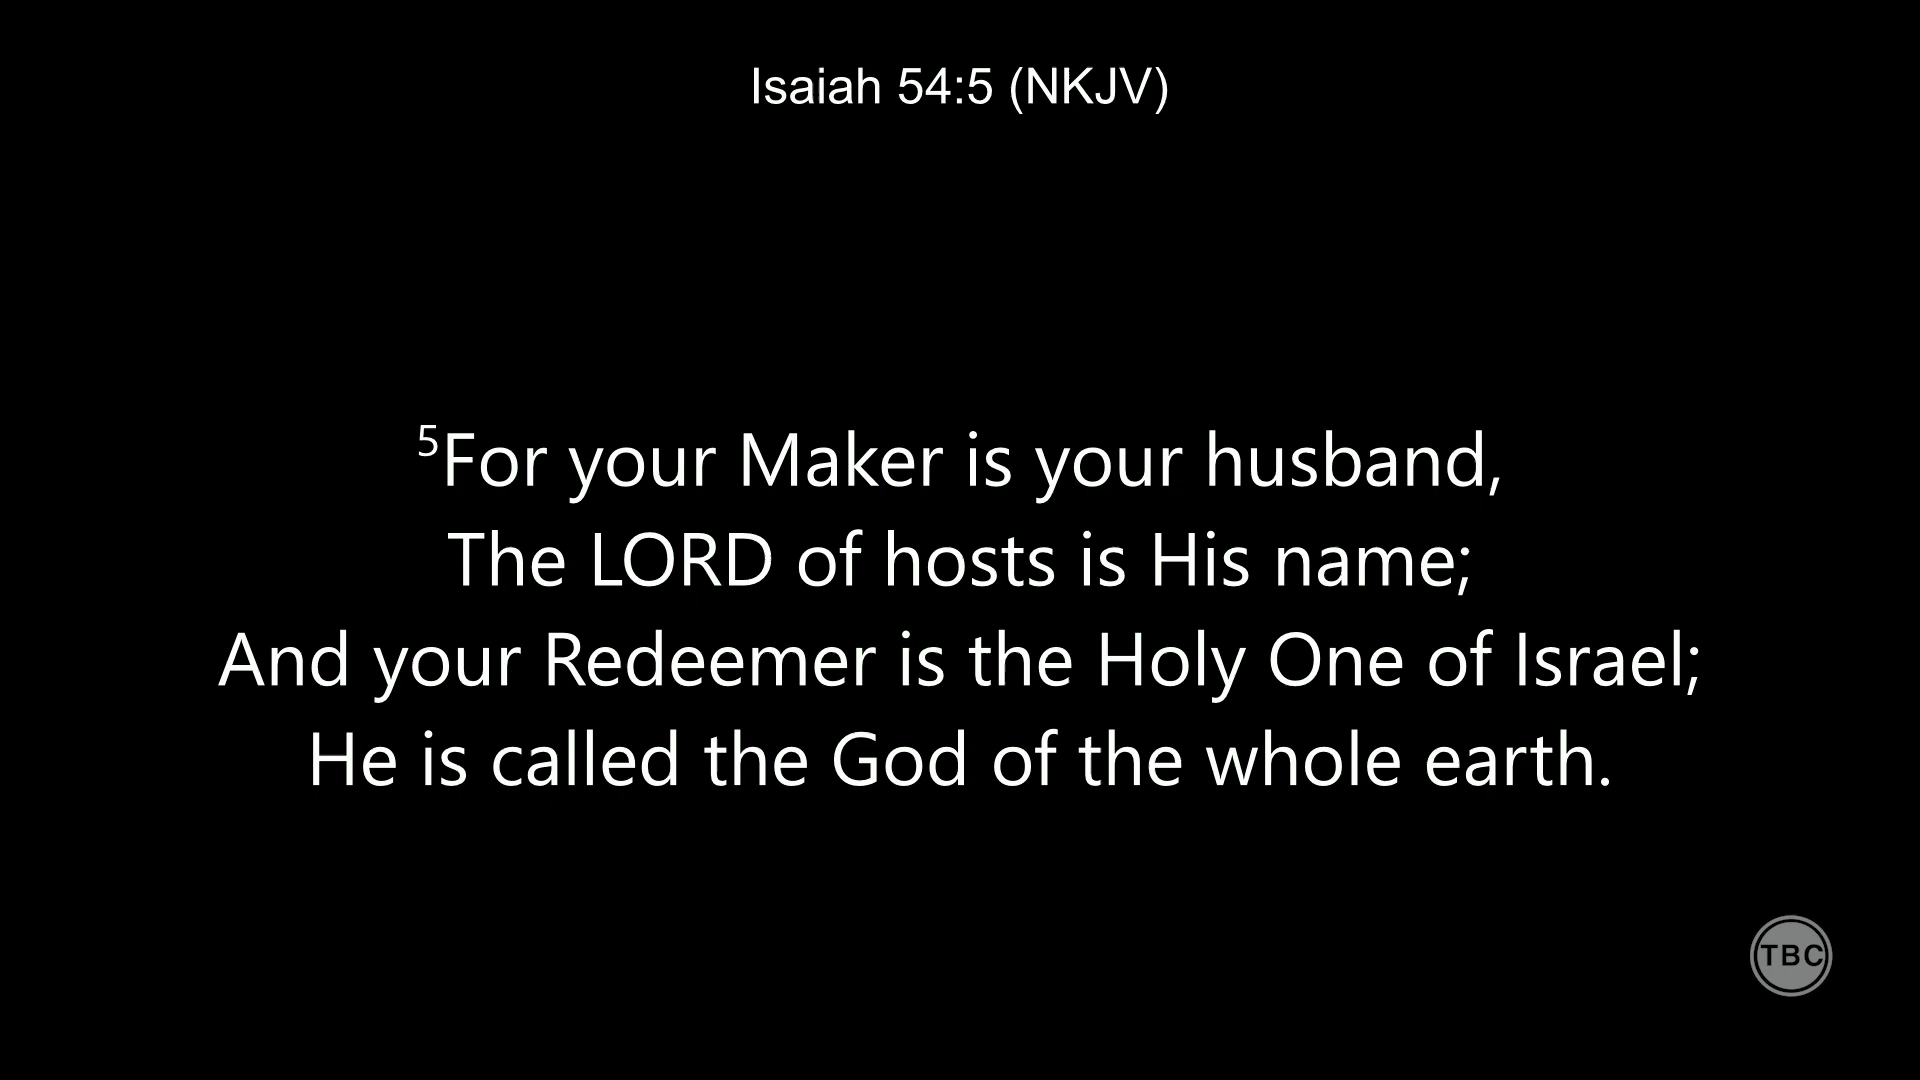 Isaiah 54:5 (NKJV)
⁵For your Maker is your husband,
The LORD of hosts is His name;
And your Redeemer is the Holy One of Israel;
He is called the God of the whole earth.
TBC